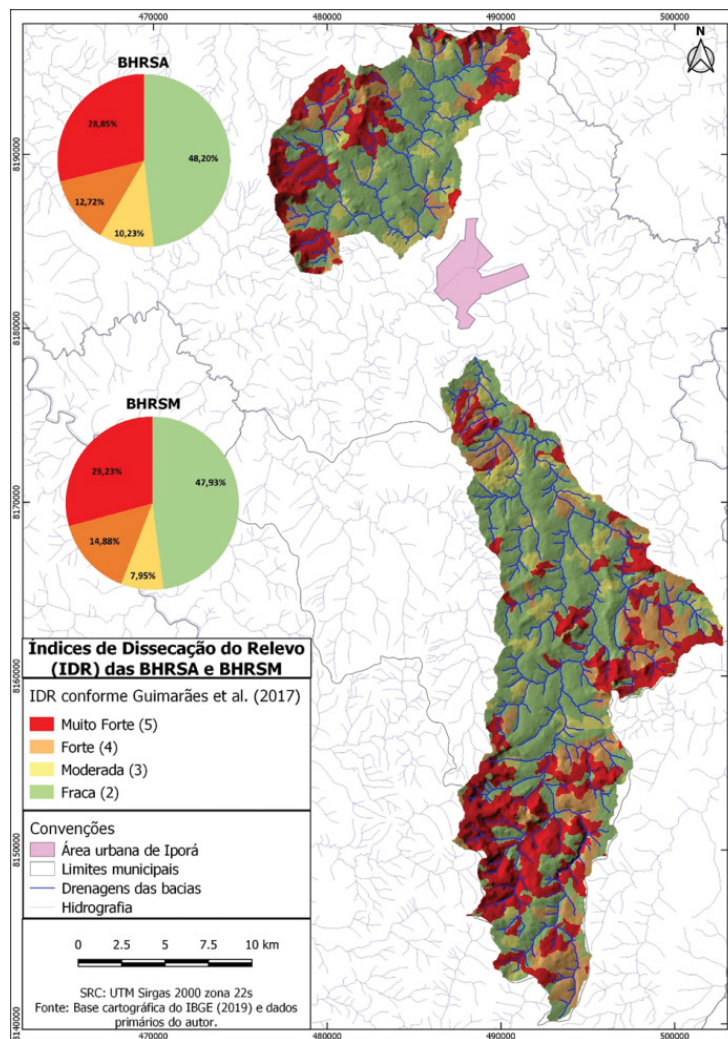 470000 480000 490000 500000
N
BHRSA
28,85%
48,20%
12,72%
10,23%
8190000
8180000
BHRSM
29,23%
47,93%
14,88%
7,95%
8170000
8160000
8150000
8140000
Índices de Dissecação do Relevo
(IDR) das BHRSA e BHRSM
IDR conforme Guimarães et al. (2017)
Muito Forte (5)
Forte (4)
Moderada (3)
Fraca (2)
Convenções
Área urbana de Iporá
Limites municipais
Drenagens das bacias
Hidrografia
0 2.5 5 7.5 10 km
SRC: UTM Sirgas 2000 zona 22s
Fonte: Base cartográfica do IBGE (2019) e dados
primários do autor.
470000 480000 490000 500000